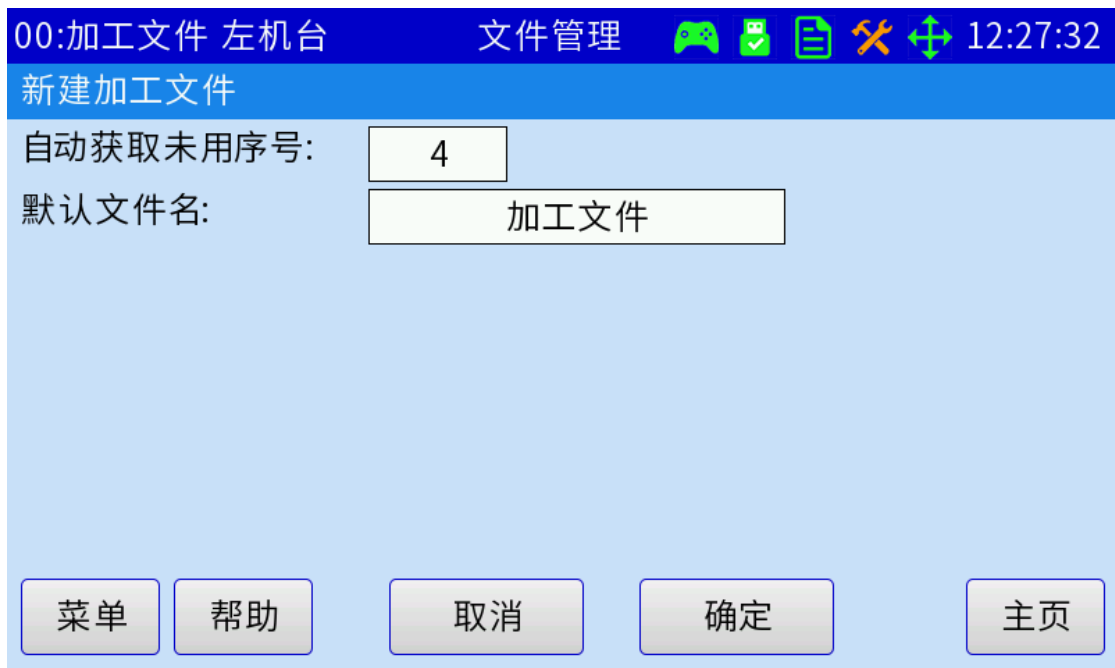 00:加工文件 左机台 文件管理 12:27:32
新建加工文件
自动获取未用序号: 4
默认文件名: 加工文件
菜单 帮助 取消 确定 主页